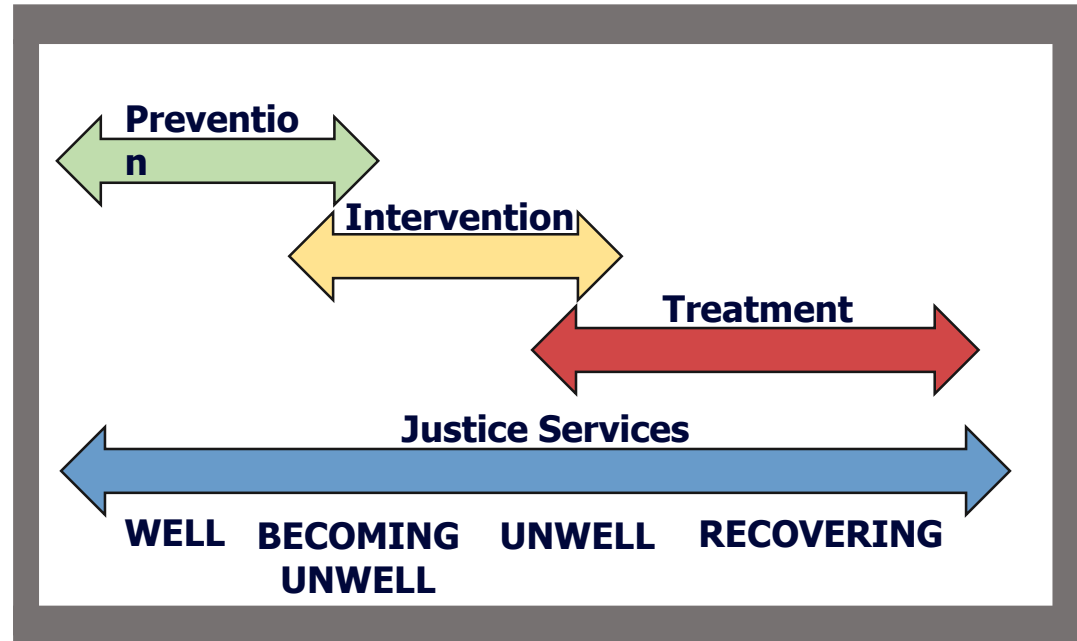 Preventio
n
Intervention
Treatment
Justice Services
WELL BECOMING UNWELL RECOVERING
UNWELL